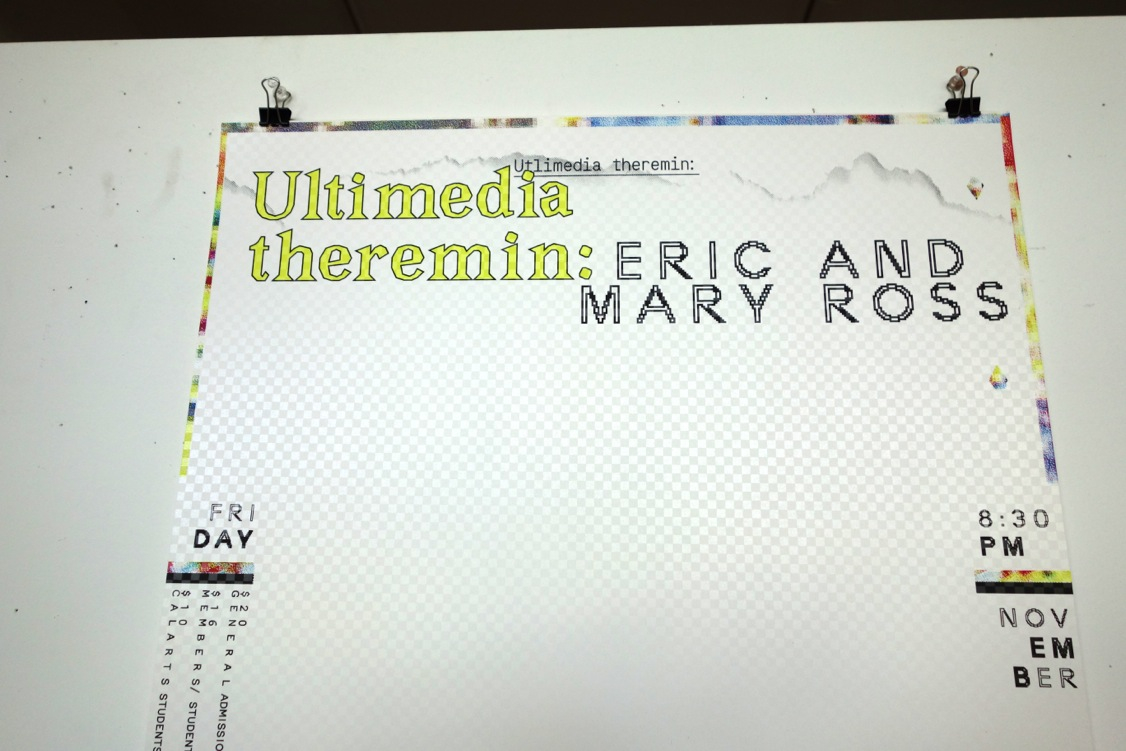 Utlimedia theremin:
Ultimedia
theremin:
ERIC AND
MARY ROSS
FRI
DAY
8:30
PM
NOV
EM
BER
$20
GENERAL ADMISSIO
$16
MEMBERS/ STUDENT
$10
CALARTS STUDENTS